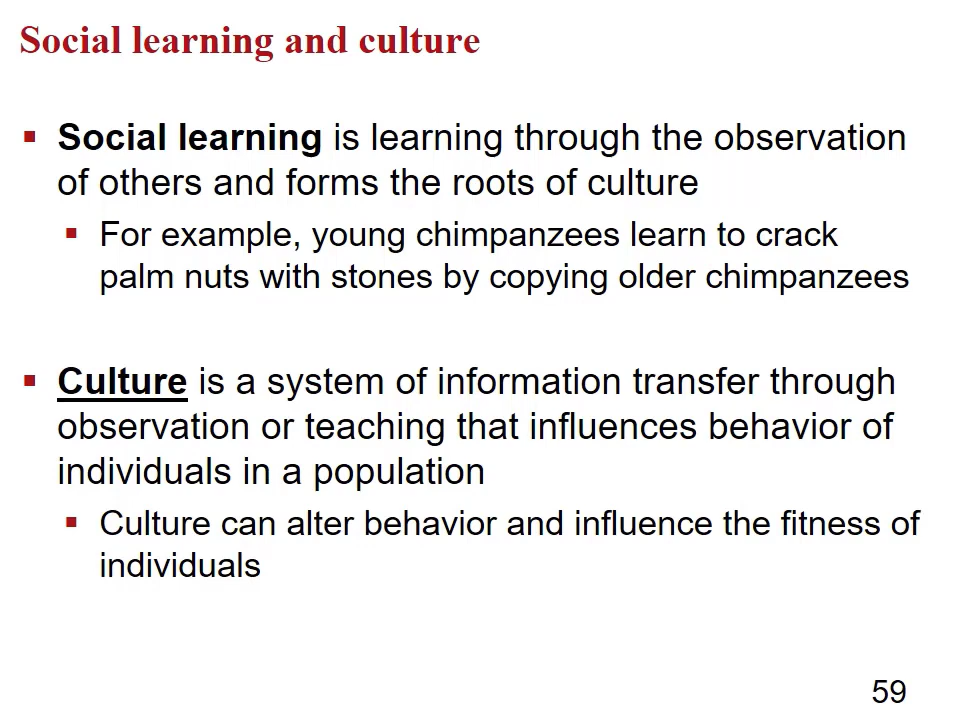 Social learning and culture
Social learning is learning through the observation
of others and forms the roots of culture
For example, young chimpanzees learn to crack
palm nuts with stones by copying older chimpanzees
Culture is a system of information transfer through
observation or teaching that influences behavior of
individuals in a population
Culture can alter behavior and influence the fitness of
individuals
59